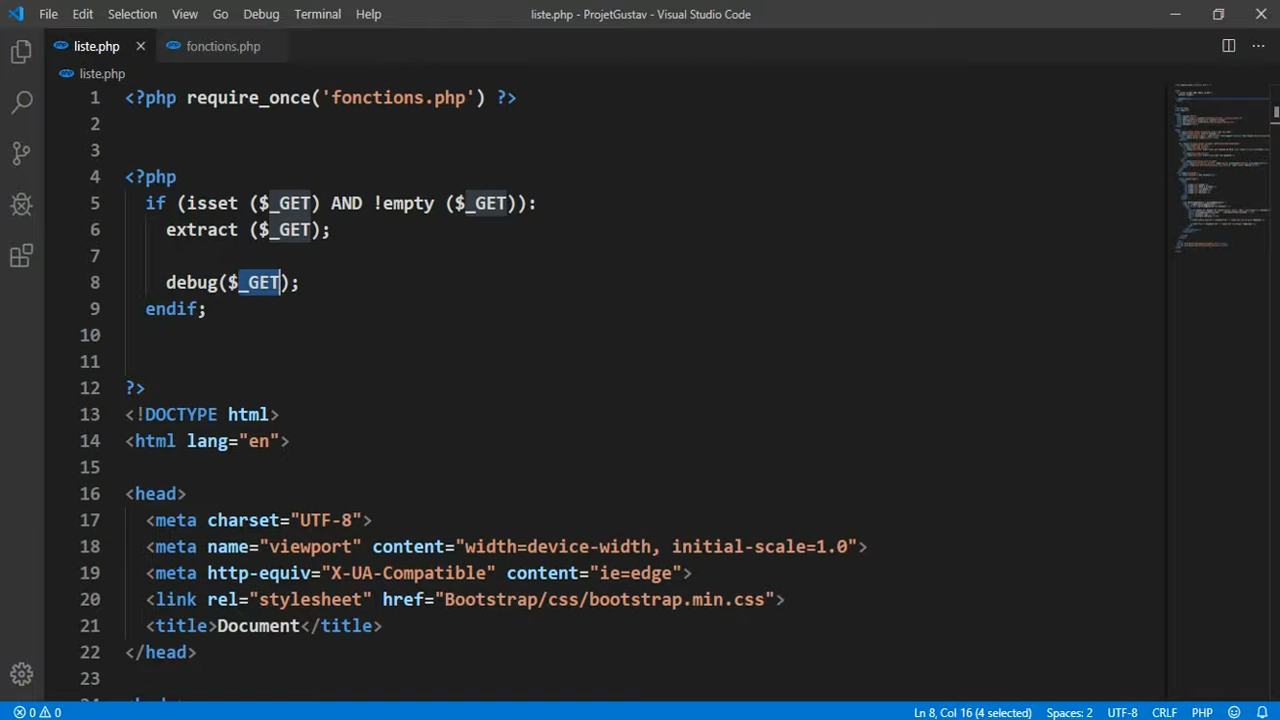 File Edit Selection View Go Debug Terminal Help liste.php - ProjetGustav - Visual Studio Code
liste.php fonctions.php
liste.php
1 <?php require_once('fonctions.php') ?>
2
3
4 <?php
5 if (isset ($_GET) AND !empty ($_GET)):
6 extract ($_GET);
7
8 debug($_GET);
9 endif;
10
11
12 ?>
13 <!DOCTYPE html>
14 <html lang="en">
15
16 <head>
17 <meta charset="UTF-8">
18 <meta name="viewport" content="width=device-width, initial-scale=1.0">
19 <meta http-equiv="X-UA-Compatible" content="ie=edge">
20 <link rel="stylesheet" href="Bootstrap/css/bootstrap.min.css">
21 <title>Document</title>
22 </head>
23
0 0 Ln 8, Col 16 (4 selected) Spaces: 2 UTF-8 CRLF PHP